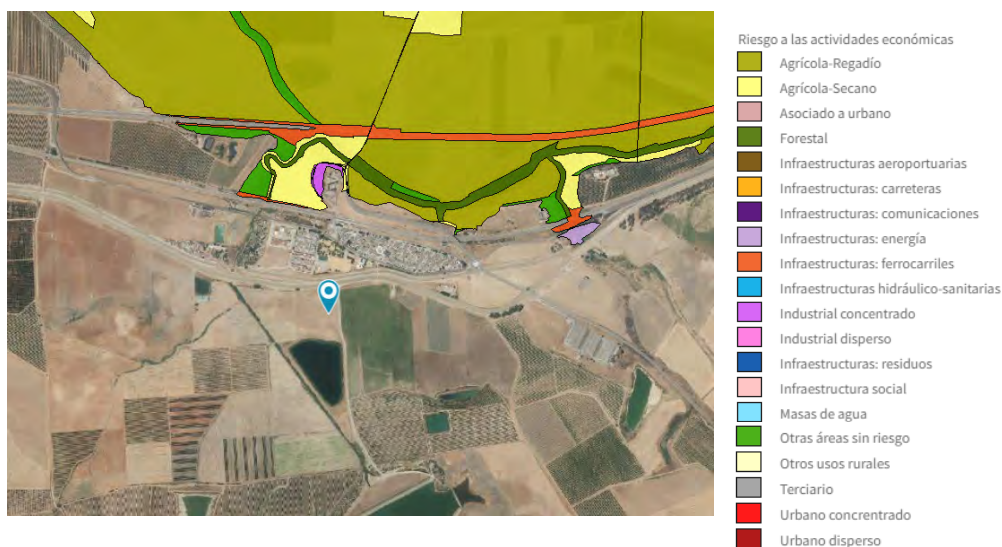 Riesgo a las actividades económicas
Agrícola-Regadío
Agrícola-Secano
Asociado a urbano
Forestal
Infraestructuras aeroportuarias
Infraestructuras: carreteras
Infraestructuras: comunicaciones
Infraestructuras: energía
Infraestructuras: ferrocarriles
Infraestructuras hidráulico-sanitarias
Industrial concentrado
Industrial disperso
Infraestructuras: residuos
Infraestructura social
Masas de agua
Otras áreas sin riesgo
Otros usos rurales
Terciario
Urbano concrentrado
Urbano disperso